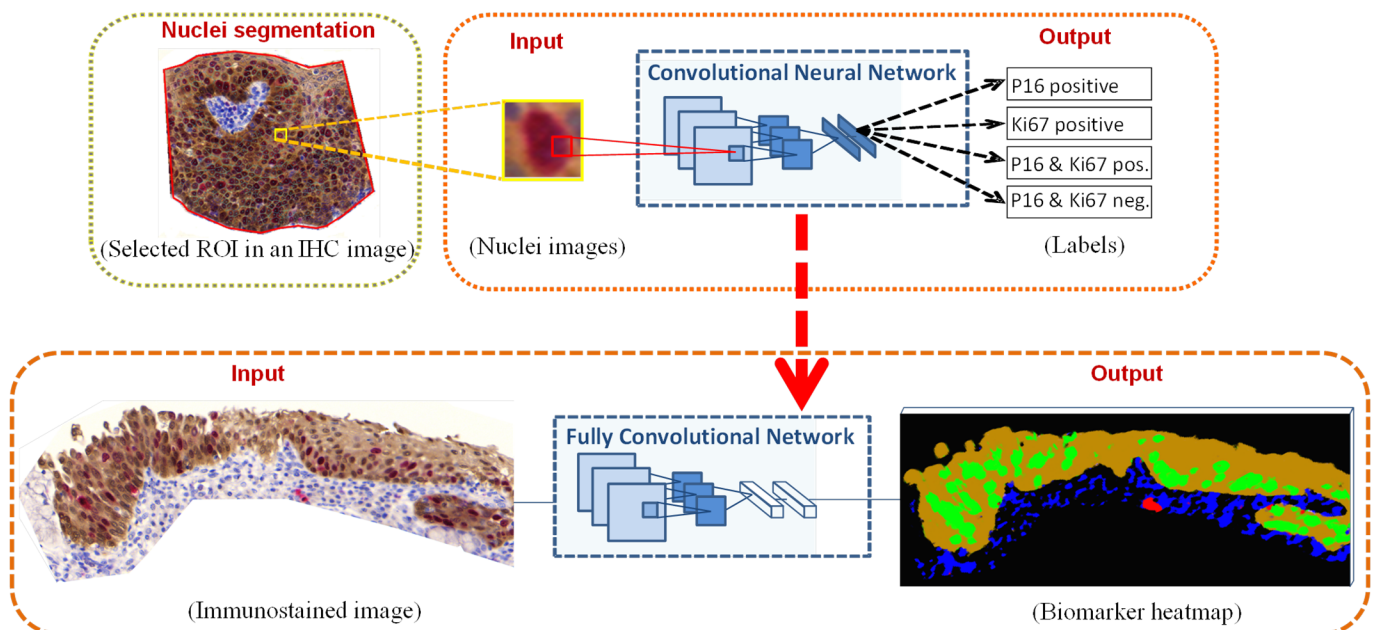 Nuclei segmentation
(Selected ROI in an IHC image)
Input
(Nuclei images)
Convolutional Neural Network
Output
P16 positive
Ki67 positive
P16 & Ki67 pos.
P16 & Ki67 neg.
(Labels)
Input
(Immunostained image)
Fully Convolutional Network
Output
(Biomarker heatmap)